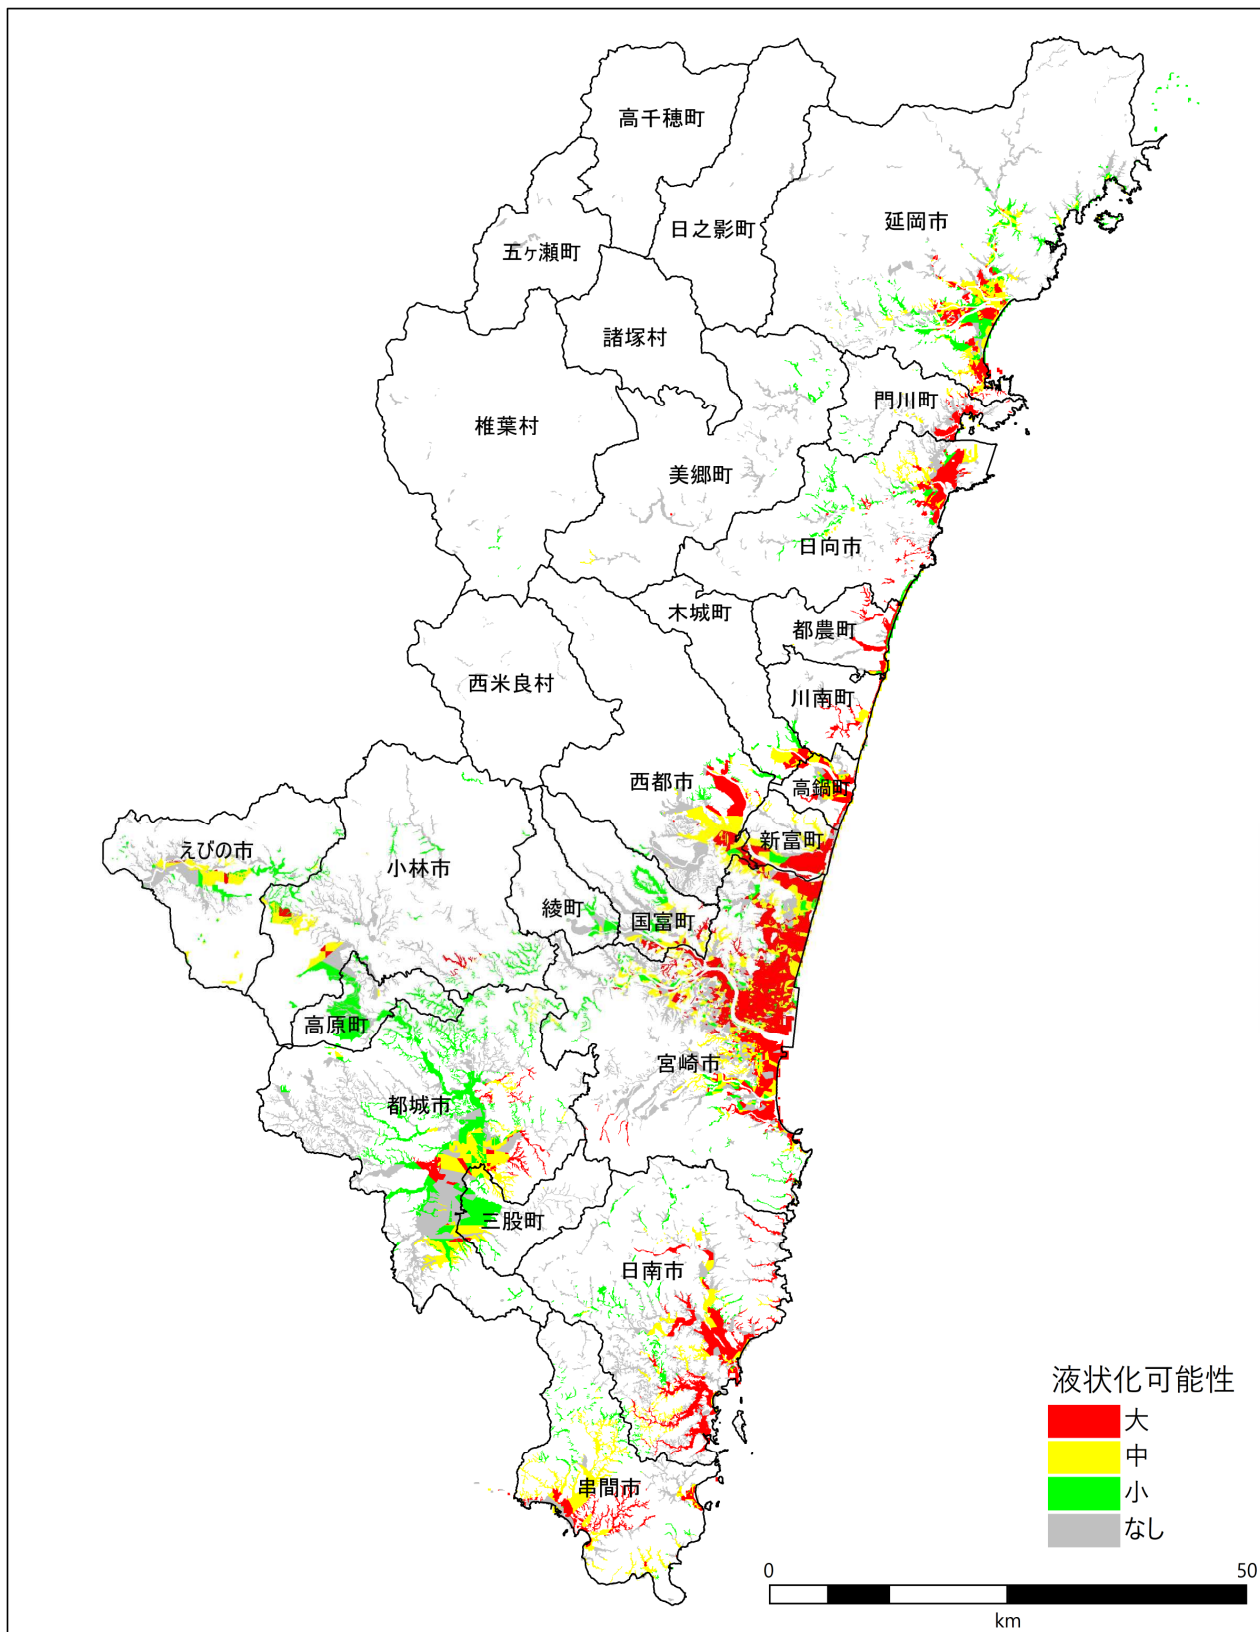 高千穂町
日之影町
延岡市
五ヶ瀬町
諸塚村
門川町
椎葉村
美郷町
日向市
木城町
都農町
西米良村
川南町
西都市
高鍋町
新富町
えびの市
小林市
綾町
国富町
高原町
宮崎市
都城市
三股町
日南市
串間市
液状化可能性
大
中
小
なし
0 50
km